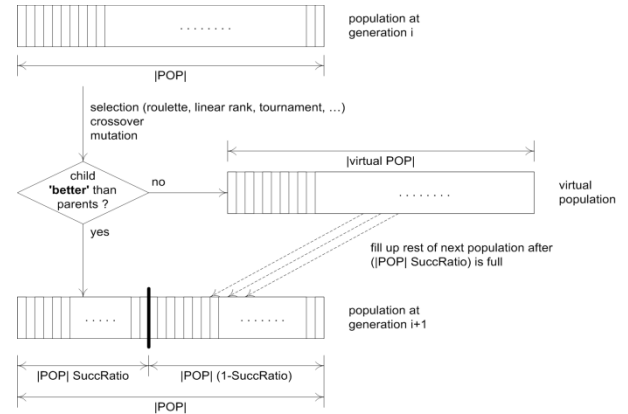 population at
generation i
. . . . . . . .
|POP|
selection (roulette, linear rank, tournament, ...)
crossover
mutation
child
'better' than
parents ?
no
yes
|virtual POP|
. . . . . . . .
virtual
population
fill up rest of next population after
(|POP| SuccRatio) is full
. . . . .
. . . . . . .
population at
generation i+1
|POP| SuccRatio
|POP| (1-SuccRatio)
|POP|